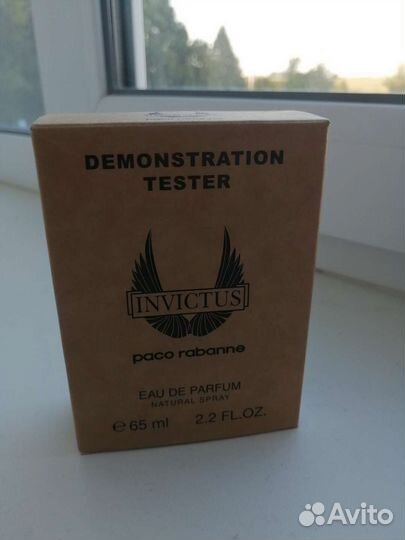 DEMONSTRATION
TESTER
INVICTUS
paco rabanne
EAU DE PARFUM
NATURAL SPRAY
e 65 ml 2.2 FL.OZ.
Avito